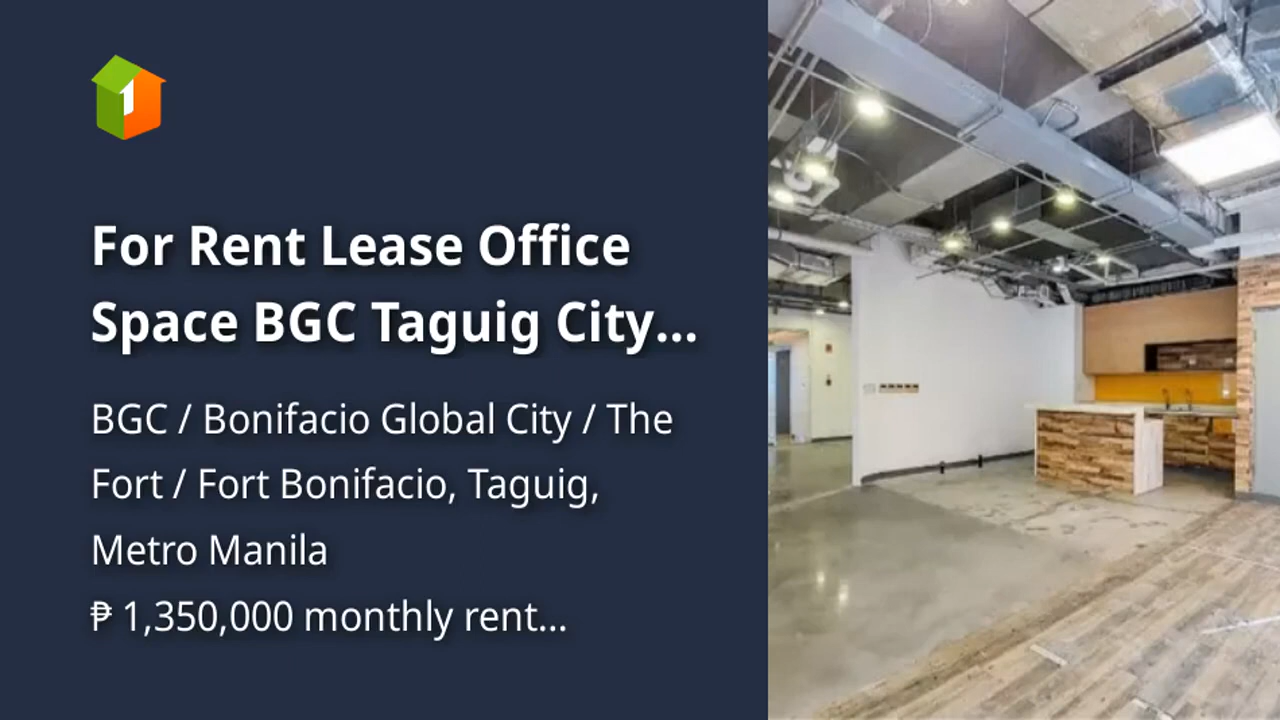 For Rent Lease Office
Space BGC Taguig City...
BGC / Bonifacio Global City / The
Fort / Fort Bonifacio, Taguig,
Metro Manila
₱ 1,350,000 monthly rent...